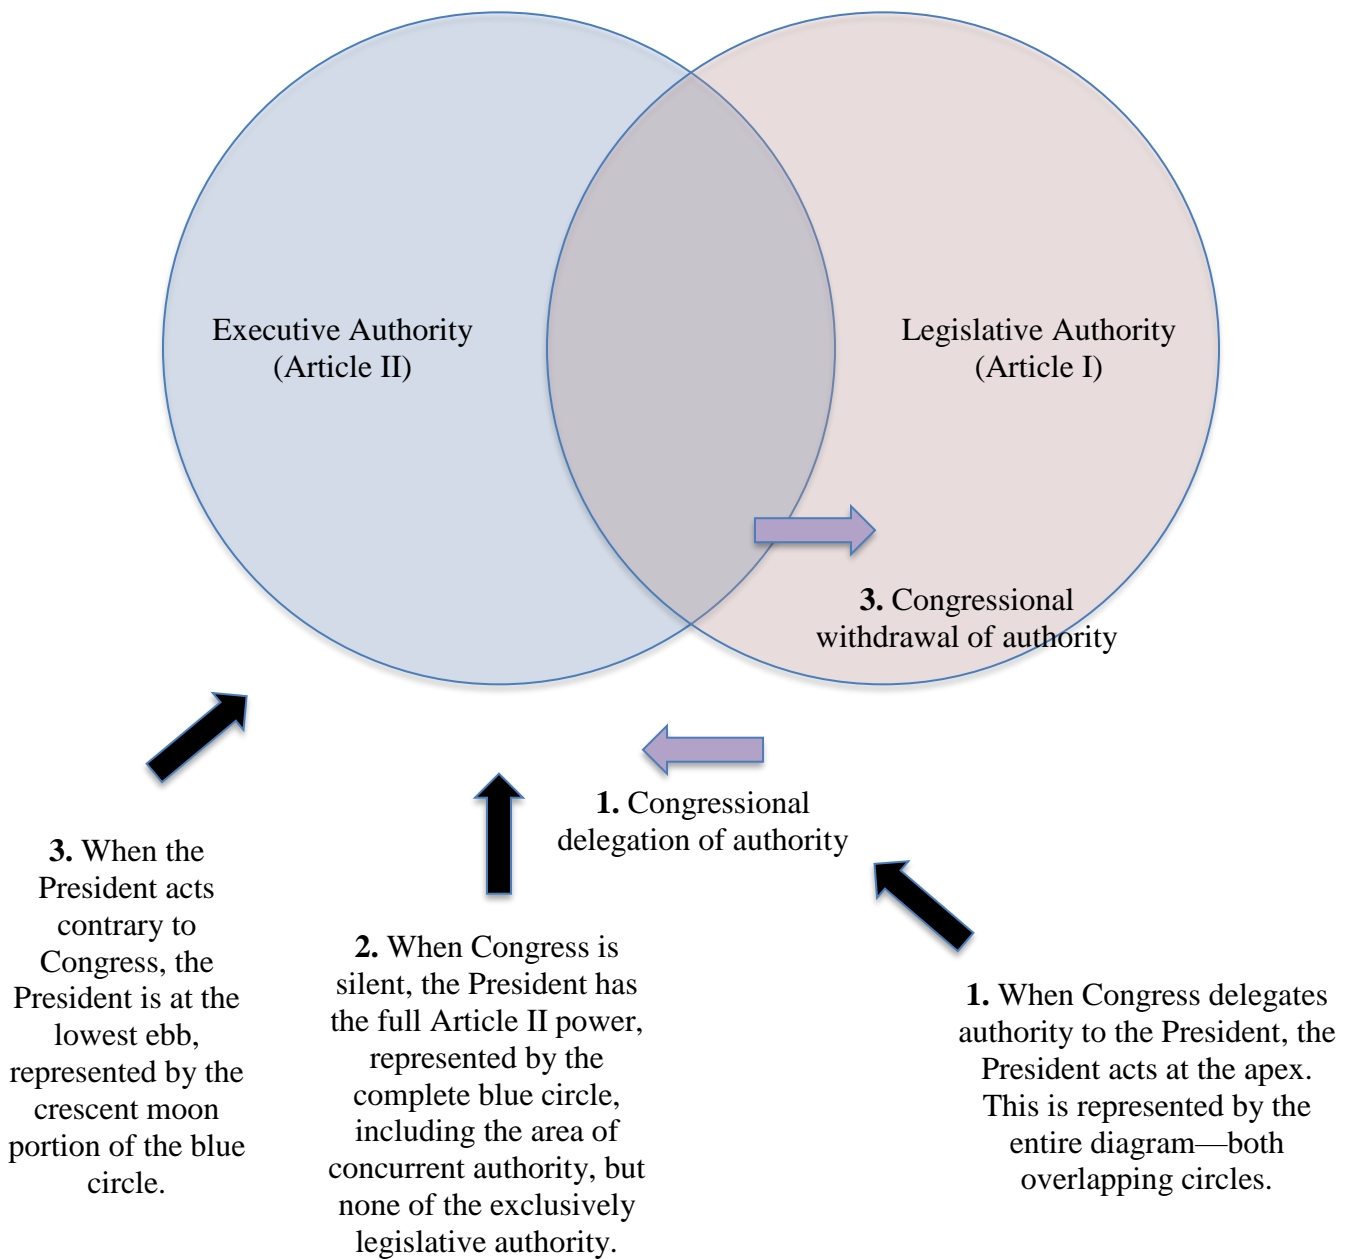 Executive Authority
(Article II)
Legislative Authority
(Article I)
3. Congressional
withdrawal of authority
1. Congressional
delegation of authority
3. When the
President acts
contrary to
Congress, the
President is at the
lowest ebb,
represented by the
crescent moon
portion of the blue
circle.
2. When Congress is
silent, the President has
the full Article II power,
represented by the
complete blue circle,
including the area of
concurrent authority, but
none of the exclusively
legislative authority.
1. When Congress delegates
authority to the President, the
President acts at the apex.
This is represented by the
entire diagram—both
overlapping circles.